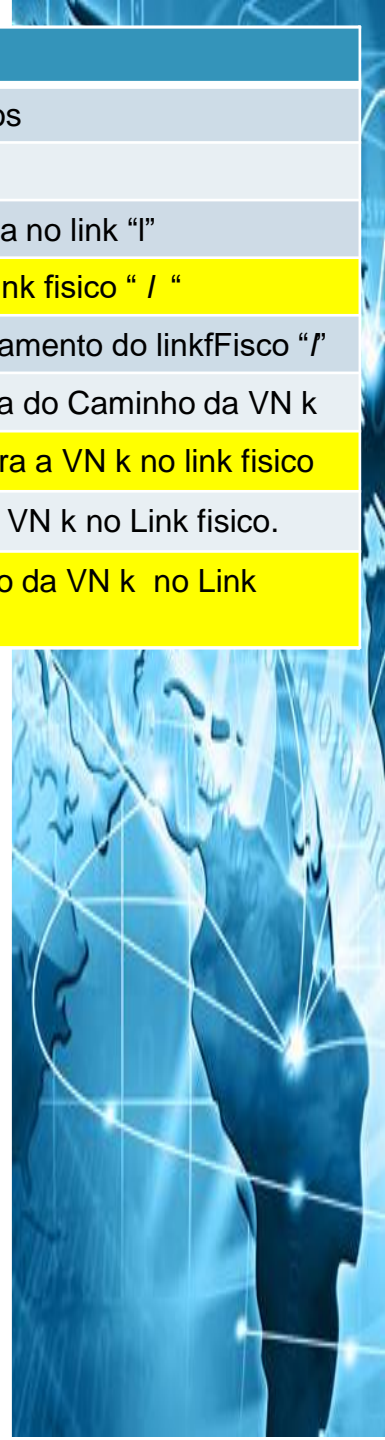 os
a no link “l”
nk fisico “ l “
amento do linkfFisco “l”
a do Caminho da VN k
ra a VN k no link fisico
VN k no Link fisico.
o da VN k no Link